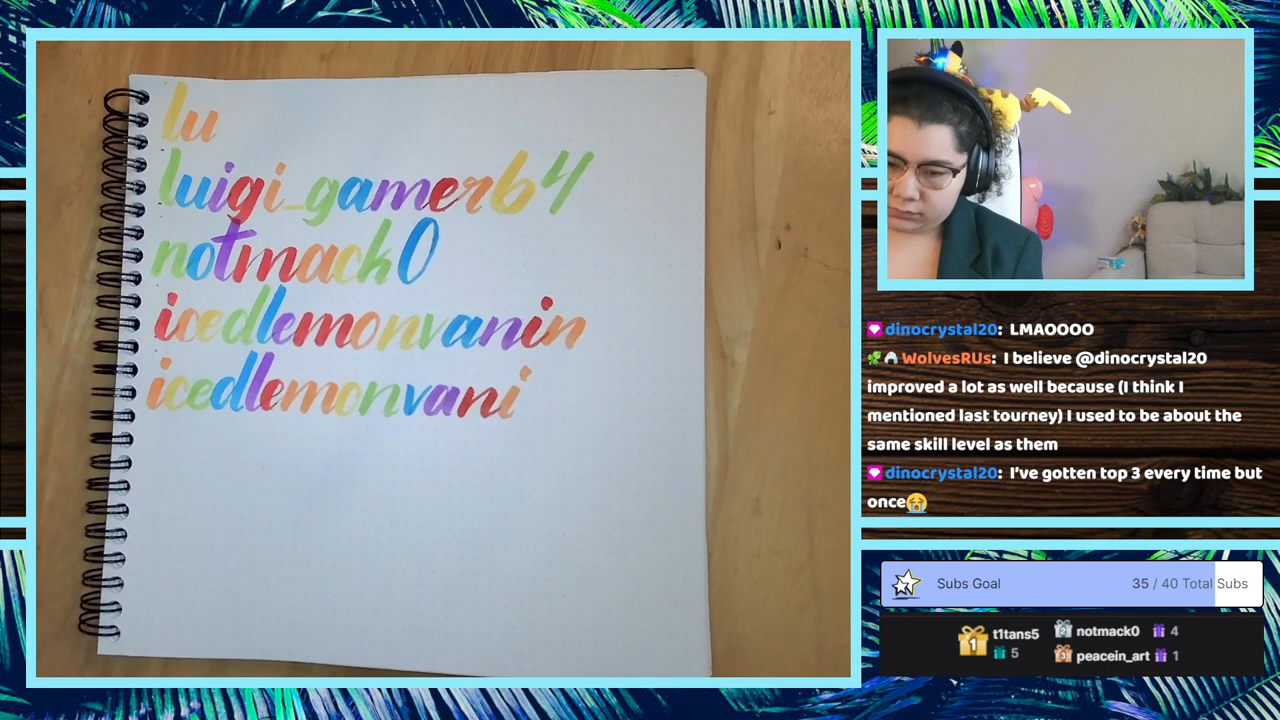 lu
luigi_gamer64
notmack0
icedlemonvanin
icedlemonvani
dinocrystal20: LMAOOOO
WolvesRUs: I believe @dinocrystal20
improved a lot as well because (I think I
mentioned last tourney) I used to be about the
same skill level as them
dinocrystal20: I've gotten top 3 every time but
once😭
Subs Goal 35 / 40 Total Subs
1 t1tans5 5
2 notmack0 4
3 peacein_art 1